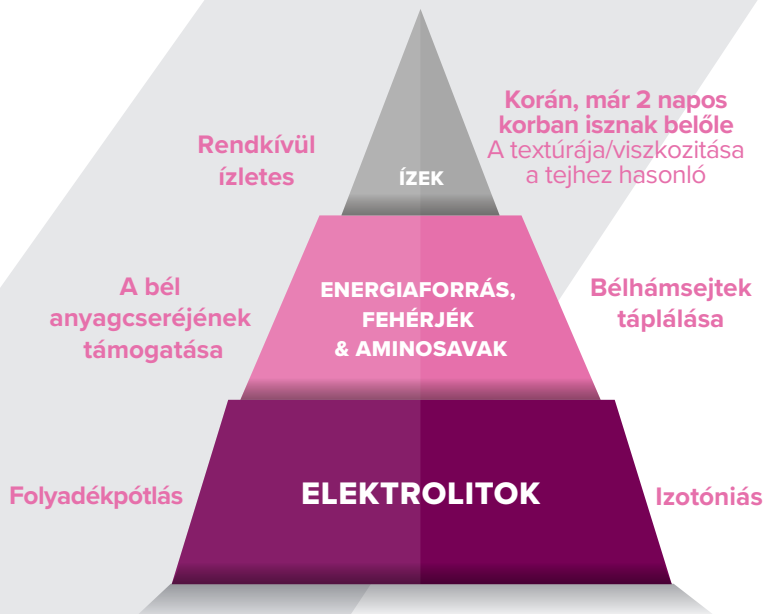 Korán, már 2 napos
korban isznak belőle
A textúrája/viszkozitása
a tejhez hasonló
Rendkívül
ízletes
ÍZEK
A bél
anyagcseréjének
támogatása
ENERGIAFORRÁS,
FEHÉRJÉK
& AMINOSAVAK
Bélhámsejtek
táplálása
Folyadékpótlás
ELEKTROLITOK
Izotóniás